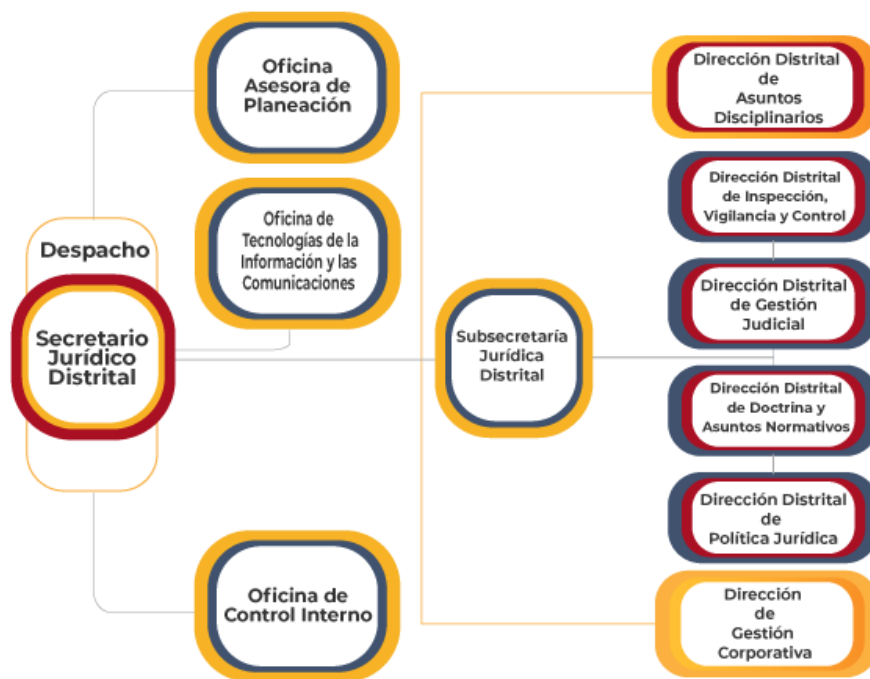 Despacho
Secretario
Jurídico
Distrital
Oficina
Asesora de
Planeación
Oficina de
Tecnologías de la
Información y las
Comunicaciones
Oficina de
Control Interno
Subsecretaría
Jurídica
Distrital
Dirección Distrital
de
Asuntos
Disciplinarios
Dirección Distrital
de Inspección,
Vigilancia y Control
Dirección Distrital
de Gestión
Judicial
Dirección Distrital
de Doctrina y
Asuntos Normativos
Dirección Distrital
de
Política Jurídica
Dirección
de
Gestión
Corporativa